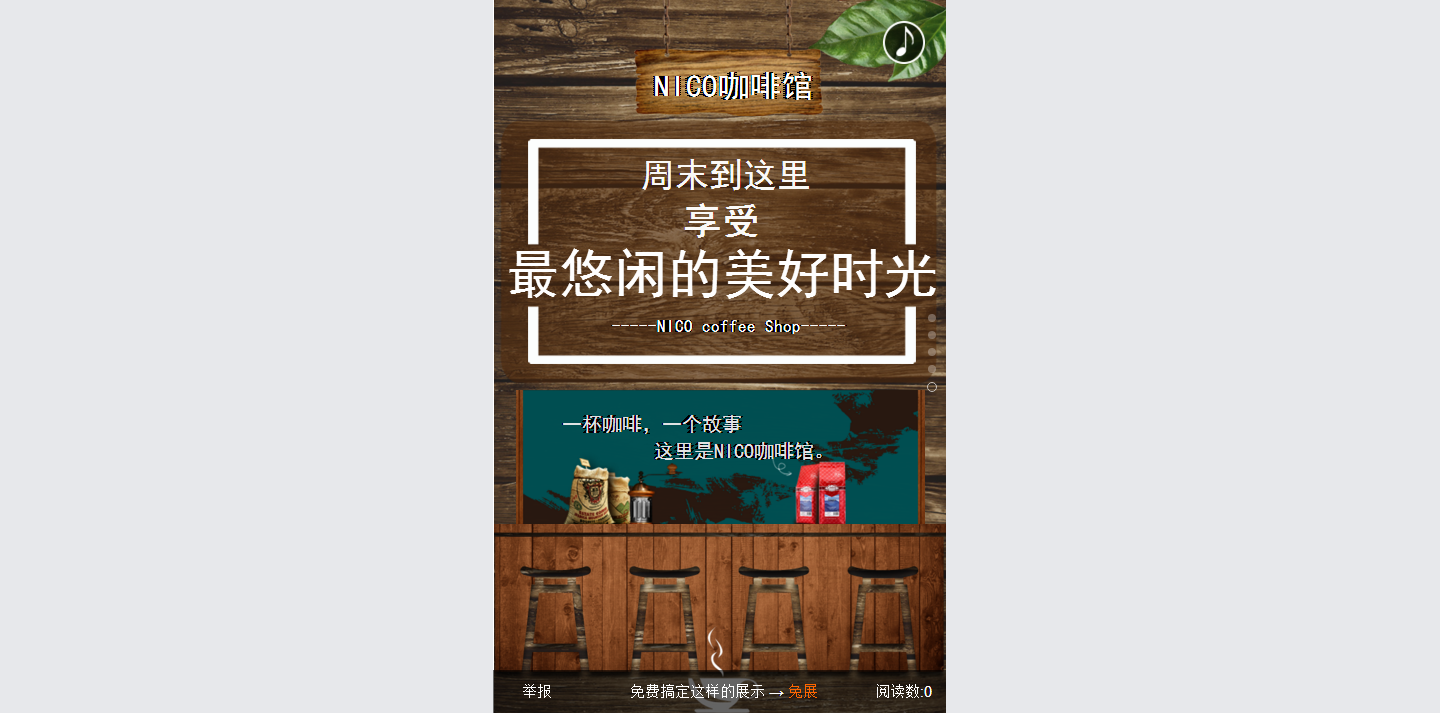 NICO咖啡馆
周末到这里
享受
最悠闲的美好时光
-----NICO coffee Shop-----
一杯咖啡，一个故事
这里是NICO咖啡馆。
举报
免费搞定这样的展示 → 免展
阅读数:0